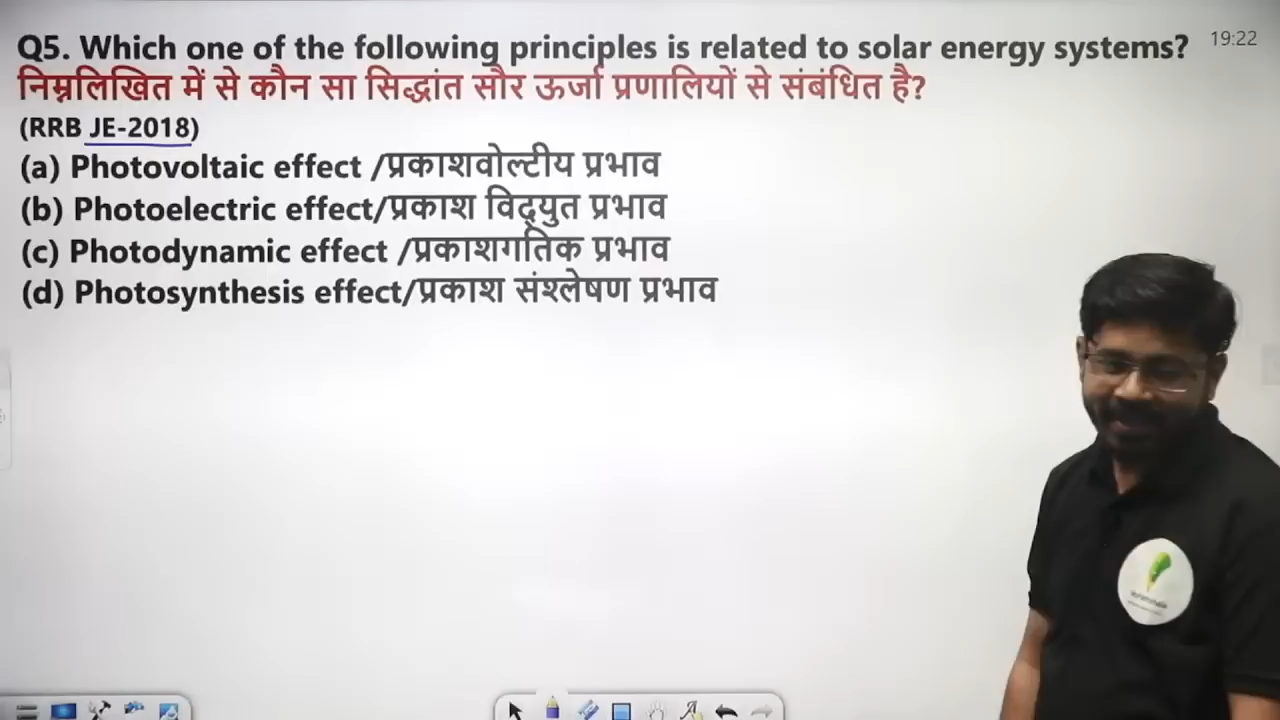 Q5. Which one of the following principles is related to solar energy systems?
19:22
निम्नलिखित में से कौन सा सिद्धांत सौर ऊर्जा प्रणालियों से संबंधित है?
(RRB JE-2018)
(a) Photovoltaic effect /प्रकाशवोल्टीय प्रभाव
(b) Photoelectric effect/प्रकाश विद्युत प्रभाव
(c) Photodynamic effect /प्रकाशगतिक प्रभाव
(d) Photosynthesis effect/प्रकाश संश्लेषण प्रभाव